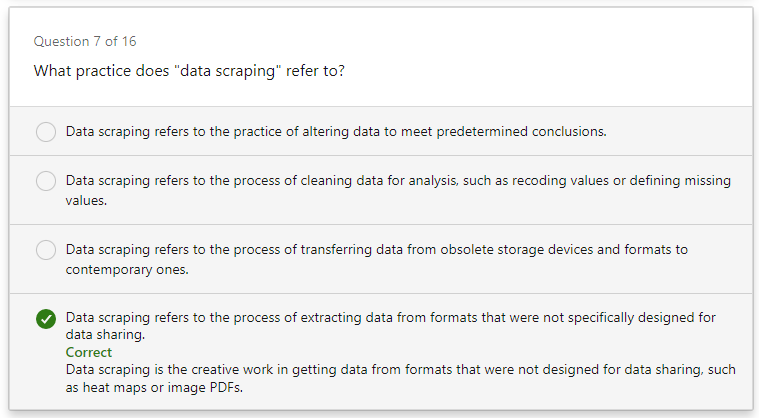 Question 7 of 16
What practice does "data scraping" refer to?
Data scraping refers to the practice of altering data to meet predetermined conclusions.
Data scraping refers to the process of cleaning data for analysis, such as recoding values or defining missing
values.
Data scraping refers to the process of transferring data from obsolete storage devices and formats to
contemporary ones.
Data scraping refers to the process of extracting data from formats that were not specifically designed for
data sharing.
Correct
Data scraping is the creative work in getting data from formats that were not designed for data sharing, such
as heat maps or image PDFs.